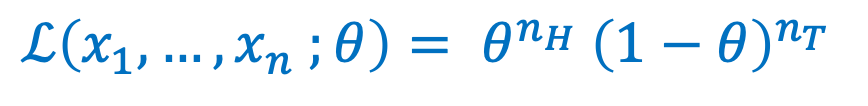 ℒ(x₁, … , xₙ ; θ) = θ^{n_H} (1 − θ)^{n_T}